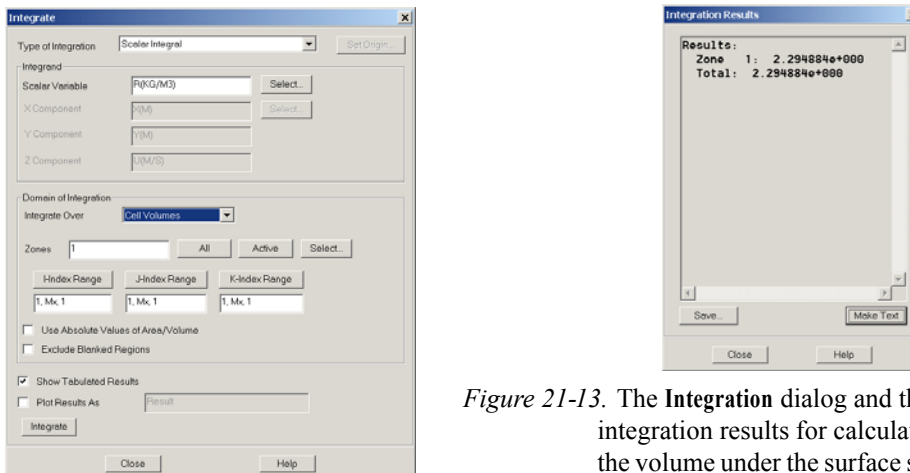 Integrate
Type of Integration Scalar Integral Set Origin...
Integrand
Scalar Variable R(KG/M3) Select...
X Component X(M) Select...
Y Component Y(M)
Z Component U(M/S)
Domain of Integration
Integrate Over Cell Volumes
Zones 1 All Active Select...
I-Index Range J-Index Range K-Index Range
1, Mx, 1 1, Mx, 1 1, Mx, 1
Use Absolute Values of Area/Volume
Exclude Blanked Regions
Show Tabulated Results
Plot Results As Result
Integrate
Close Help
Integration Results
Results:
Zone 1: 2.294884e+000
Total: 2.294884e+000
Save... Make Text
Close Help
Figure 21-13. The Integration dialog and th
integration results for calculat
the volume under the surface s